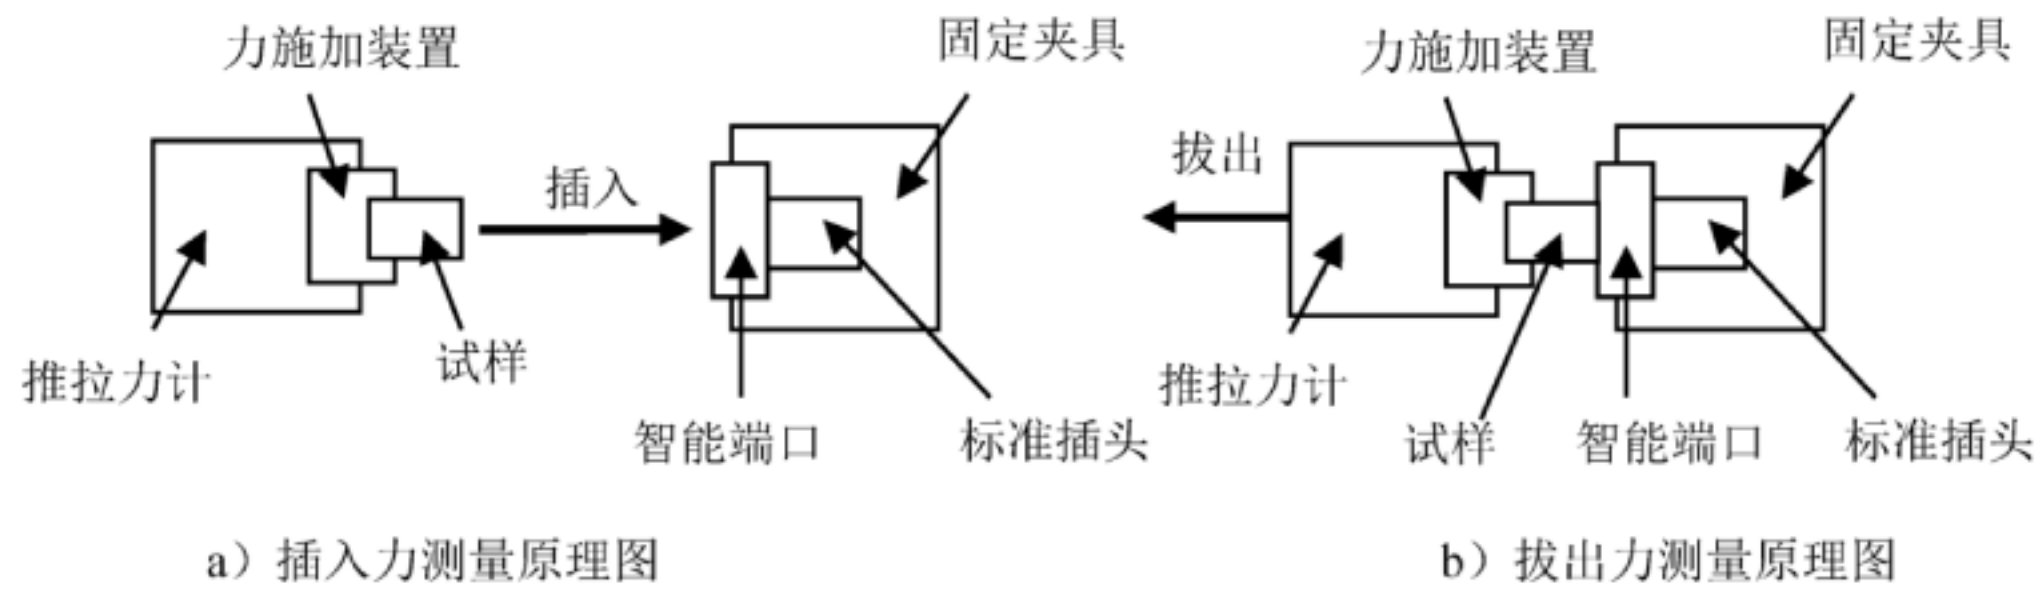 力施加装置
固定夹具
插入
推拉力计
试样
智能端口
标准插头
a）插入力测量原理图
力施加装置
固定夹具
拔出
推拉力计
试样
智能端口
标准插头
b）拔出力测量原理图